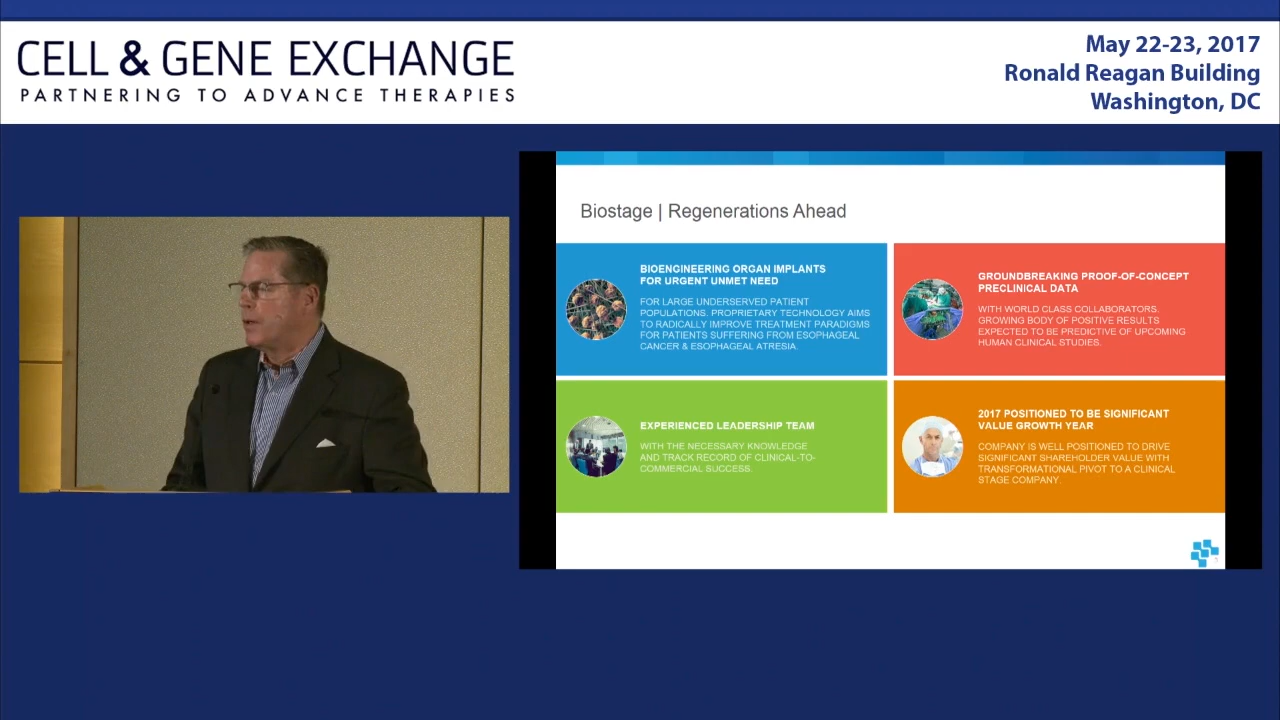 CELL & GENE EXCHANGE
PARTNERING TO ADVANCE THERAPIES
May 22-23, 2017
Ronald Reagan Building
Washington, DC
Biostage | Regenerations Ahead
BIOENGINEERING ORGAN IMPLANTS
FOR URGENT UNMET NEED
FOR LARGE UNDERSERVED PATIENT
POPULATIONS. PROPRIETARY TECHNOLOGY AIMS
TO RADICALLY IMPROVE TREATMENT PARADIGMS
FOR PATIENTS SUFFERING FROM ESOPHAGEAL
CANCER & ESOPHAGEAL ATRESIA.
GROUNDBREAKING PROOF-OF-CONCEPT
PRECLINICAL DATA
WITH WORLD CLASS COLLABORATORS.
GROWING BODY OF POSITIVE RESULTS
EXPECTED TO BE PREDICTIVE OF UPCOMING
HUMAN CLINICAL STUDIES.
EXPERIENCED LEADERSHIP TEAM
WITH THE NECESSARY KNOWLEDGE
AND TRACK RECORD OF CLINICAL-TO-
COMMERCIAL SUCCESS.
2017 POSITIONED TO BE SIGNIFICANT
VALUE GROWTH YEAR
COMPANY IS WELL POSITIONED TO DRIVE
SIGNIFICANT SHAREHOLDER VALUE WITH
TRANSFORMATIONAL PIVOT TO A CLINICAL
STAGE COMPANY.